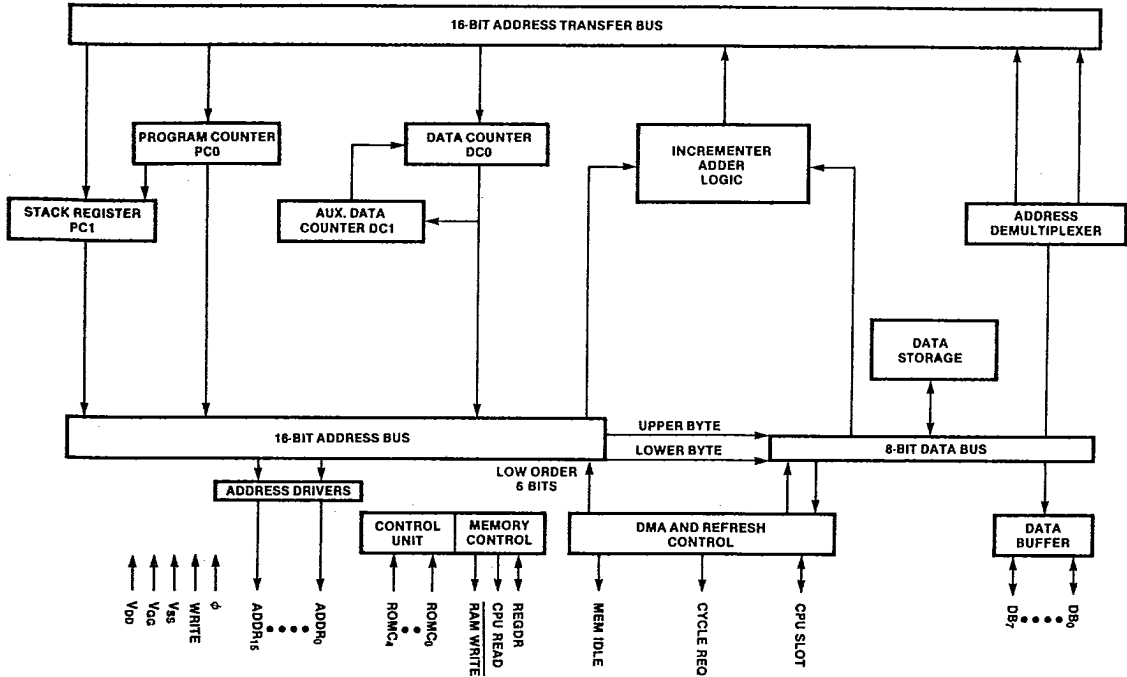 16-BIT ADDRESS TRANSFER BUS
PROGRAM COUNTER
PC0
DATA COUNTER
DC0
INCREMENTER
ADDER
LOGIC
STACK REGISTER
PC1
AUX. DATA
COUNTER DC1
ADDRESS
DEMULTIPLEXER
DATA
STORAGE
16-BIT ADDRESS BUS
UPPER BYTE
LOWER BYTE
8-BIT DATA BUS
LOW ORDER
6 BITS
ADDRESS DRIVERS
CONTROL
UNIT
MEMORY
CONTROL
DMA AND REFRESH
CONTROL
DATA
BUFFER
VDD
VGG
VSS
WRITE
ϕ
ADDR15
ADDR0
ROMC4
ROMC0
RAM WRITE
CPU READ
REGDR
MEM IDLE
CYCLE REQ
CPU SLOT
DB7
DB0